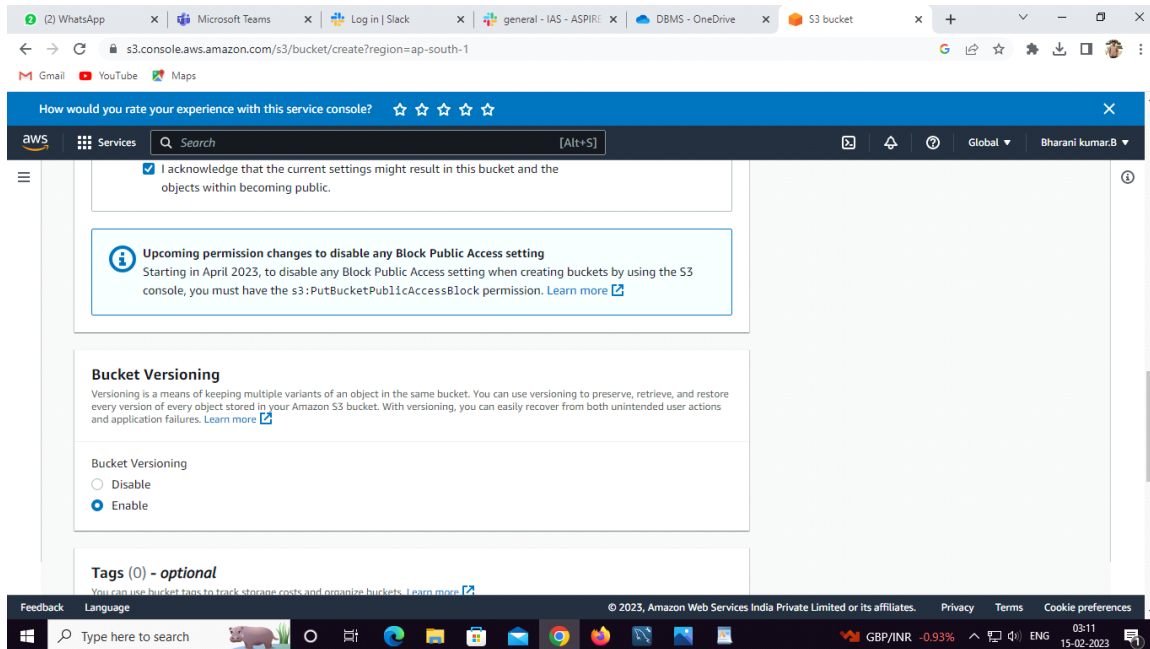 (2) WhatsApp
Microsoft Teams
Log in | Slack
general - IAS - ASPIRE
DBMS - OneDrive
S3 bucket
s3.console.aws.amazon.com/s3/bucket/create?region=ap-south-1
Gmail
YouTube
Maps
How would you rate your experience with this service console?
aws
Services
Search
[Alt+S]
Global
Bharani kumar.B
I acknowledge that the current settings might result in this bucket and the
objects within becoming public.
Upcoming permission changes to disable any Block Public Access setting
Starting in April 2023, to disable any Block Public Access setting when creating buckets by using the S3
console, you must have the s3:PutBucketPublicAccessBlock permission. Learn more
Bucket Versioning
Versioning is a means of keeping multiple variants of an object in the same bucket. You can use versioning to preserve, retrieve, and restore
every version of every object stored in your Amazon S3 bucket. With versioning, you can easily recover from both unintended user actions
and application failures. Learn more
Bucket Versioning
Disable
Enable
Tags (0) - optional
You can use bucket tags to track storage costs and organize buckets. Learn more
Feedback
Language
© 2023, Amazon Web Services India Private Limited or its affiliates.
Privacy
Terms
Cookie preferences
Type here to search
GBP/INR -0.93%
ENG
03:11
15-02-2023
1